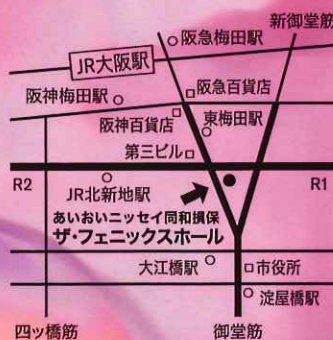 新御堂筋
阪急梅田駅
JR大阪駅
阪急百貨店
阪神梅田駅
阪神百貨店
東梅田駅
第三ビル
R2
R1
JR北新地駅
あいおいニッセイ同和損保
ザ・フェニックスホール
大江橋駅
市役所
淀屋橋駅
四ッ橋筋
御堂筋